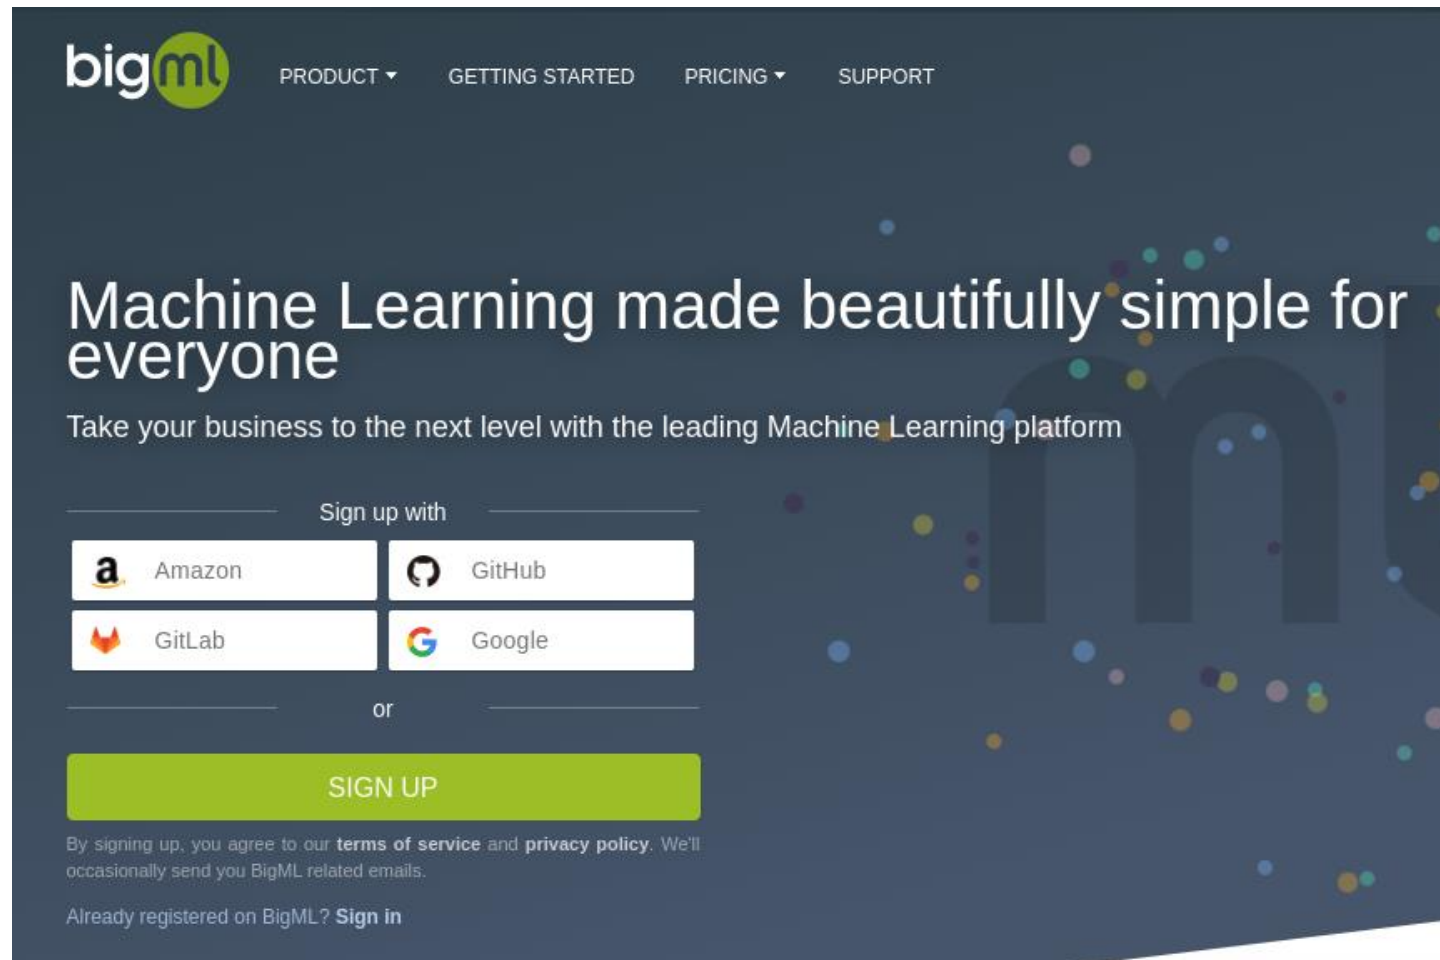 bigml
PRODUCT GETTING STARTED PRICING SUPPORT
Machine Learning made beautifully simple for
everyone
Take your business to the next level with the leading Machine Learning platform
Sign up with
Amazon GitHub
GitLab Google
or
SIGN UP
By signing up, you agree to our terms of service and privacy policy. We'll
occasionally send you BigML related emails.
Already registered on BigML? Sign in